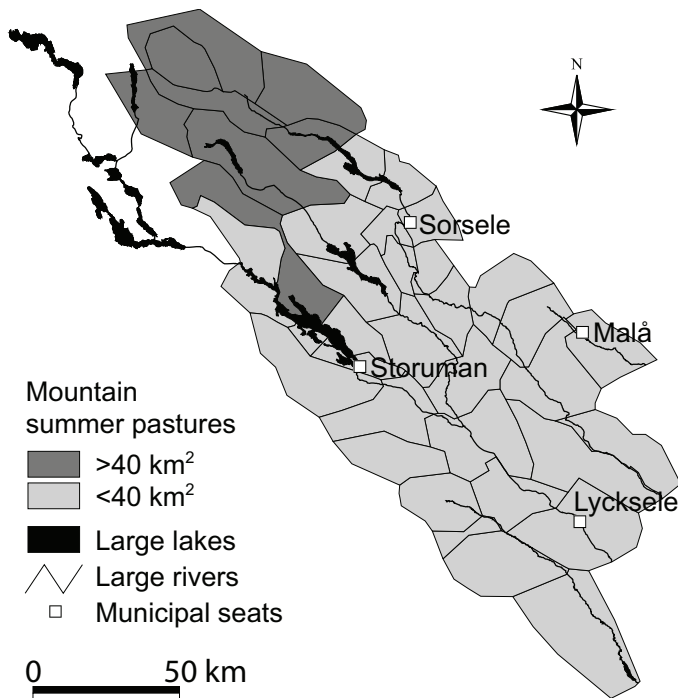 N
Sorsele
Malå
Storuman
Lycksele
Mountain
summer pastures
>40 km²
<40 km²
Large lakes
Large rivers
Municipal seats
0 50 km